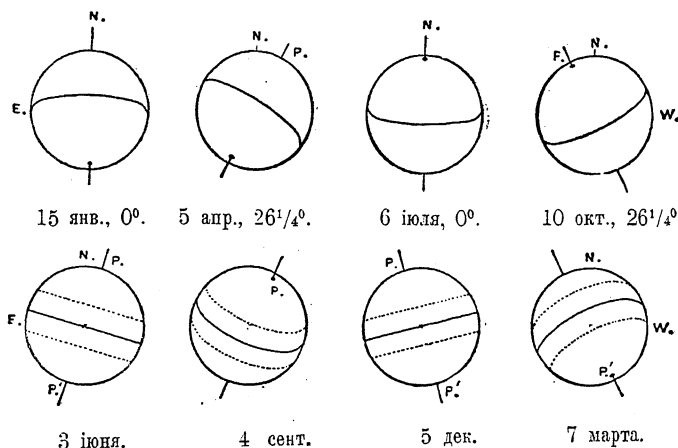 N. N. P. N. P. N.
E. W.
15 янв., 0⁰. 5 апр., 26¹/4⁰. 6 іюля, 0⁰. 10 окт., 26¹/4⁰
N. P. P. P. N.
E. W.
P.′ P.′ P.′
3 іюня. 4 сент. 5 дек. 7 марта.